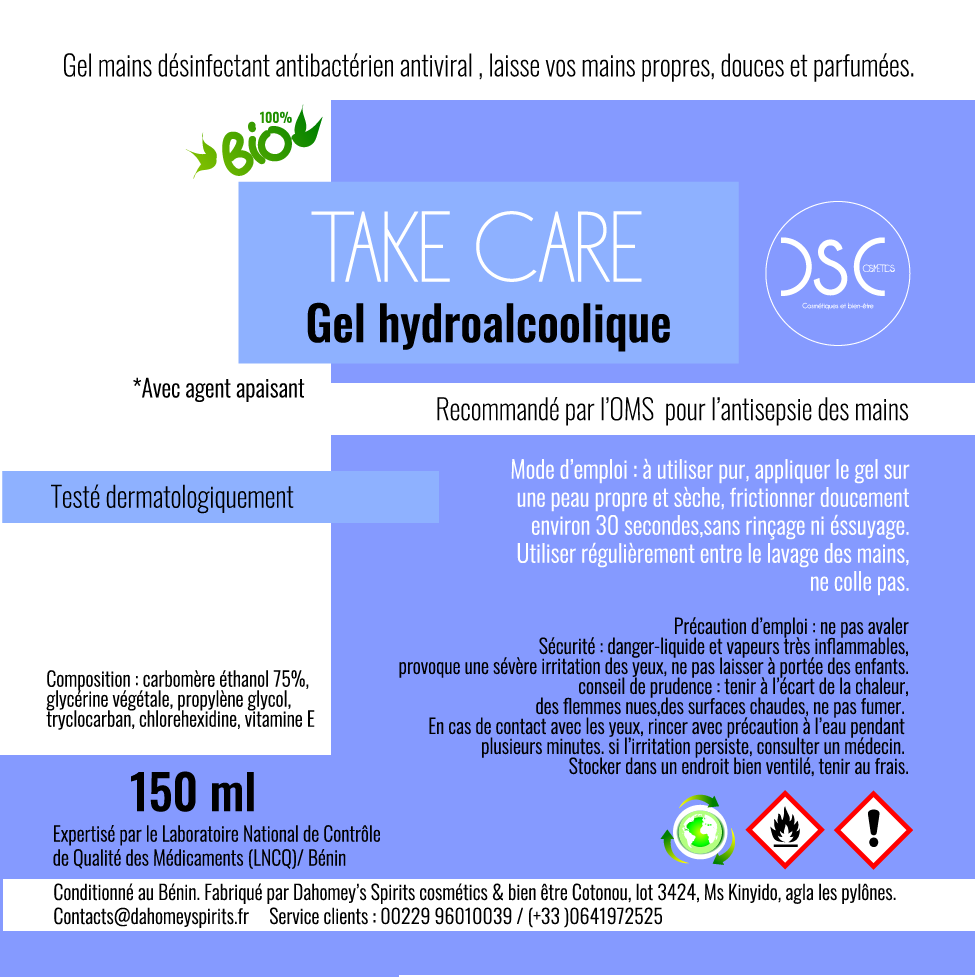 Gel mains désinfectant antibactérien antiviral , laisse vos mains propres, douces et parfumées.
100%
Bio
TAKE CARE
Gel hydroalcoolique
DSC
COSMETICS
Cosmétiques et bien-être
*Avec agent apaisant
Recommandé par l'OMS pour l'antisepsie des mains
Testé dermatologiquement
Mode d'emploi : à utiliser pur, appliquer le gel sur
une peau propre et sèche, frictionner doucement
environ 30 secondes,sans rinçage ni éssuyage.
Utiliser régulièrement entre le lavage des mains,
ne colle pas.
Précaution d'emploi : ne pas avaler
Sécurité : danger-liquide et vapeurs très inflammables,
provoque une sévère irritation des yeux, ne pas laisser à portée des enfants.
conseil de prudence : tenir à l'écart de la chaleur,
des flemmes nues,des surfaces chaudes, ne pas fumer.
En cas de contact avec les yeux, rincer avec précaution à l'eau pendant
plusieurs minutes. si l'irritation persiste, consulter un médecin.
Stocker dans un endroit bien ventilé, tenir au frais.
Composition : carbomère éthanol 75%,
glycérine végétale, propylène glycol,
tryclocarban, chlorehexidine, vitamine E
150 ml
Expertisé par le Laboratoire National de Contrôle
de Qualité des Médicaments (LNCQ)/ Bénin
Conditionné au Bénin. Fabriqué par Dahomey's Spirits cosmétics & bien être Cotonou, lot 3424, Ms Kinyido, agla les pylônes.
Contacts@dahomeyspirits.fr Service clients : 00229 96010039 / (+33 )0641972525